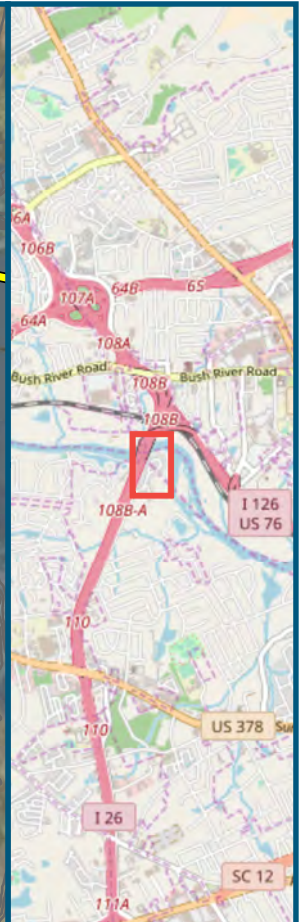 6A
106B
107A
64B
65
64A
108A
Bush River Road
108B
Bush River Road
108B
I 126
US 76
108B-A
110
US 378
110
I 26
SC 12
111A